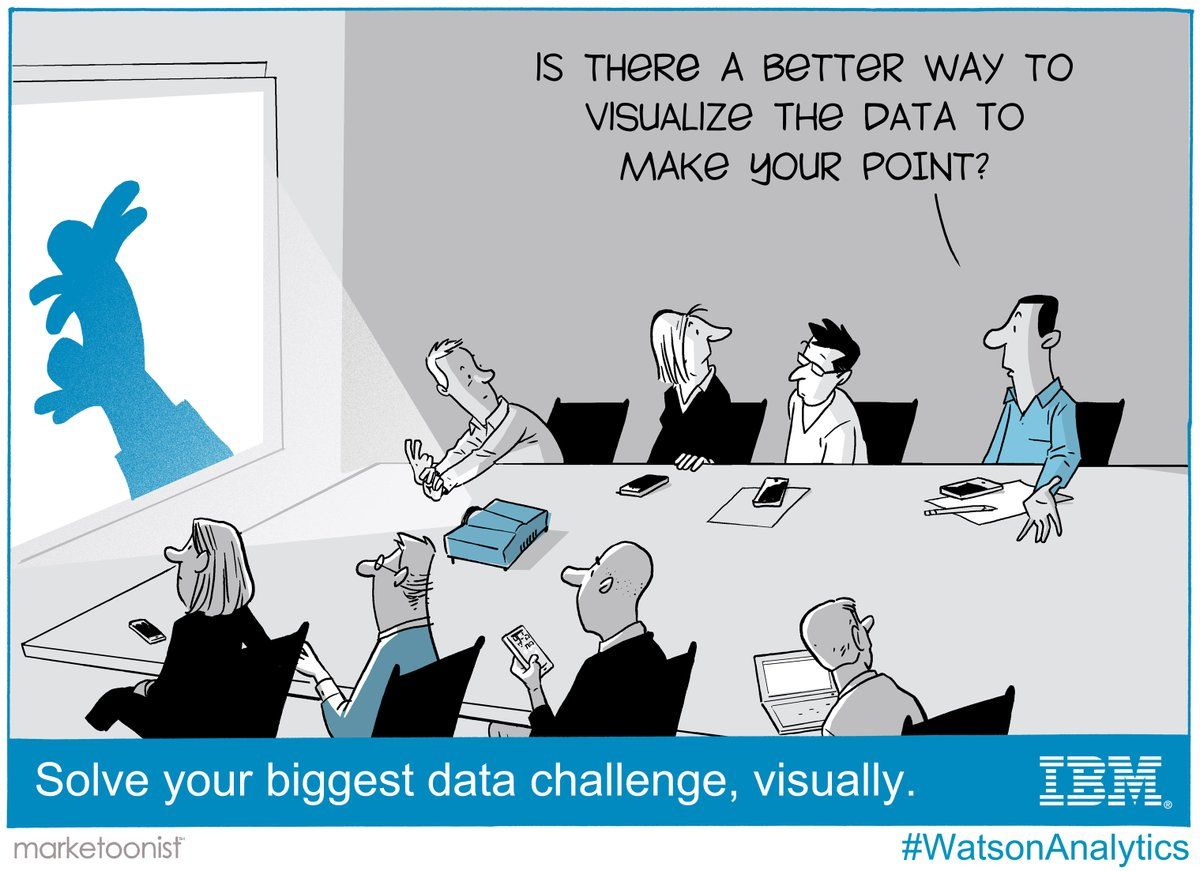 IS THERE A BETTER WAY TO
VISUALIZE THE DATA TO
MAKE YOUR POINT?
Solve your biggest data challenge, visually.
IBM®
marketoonist™
#WatsonAnalytics